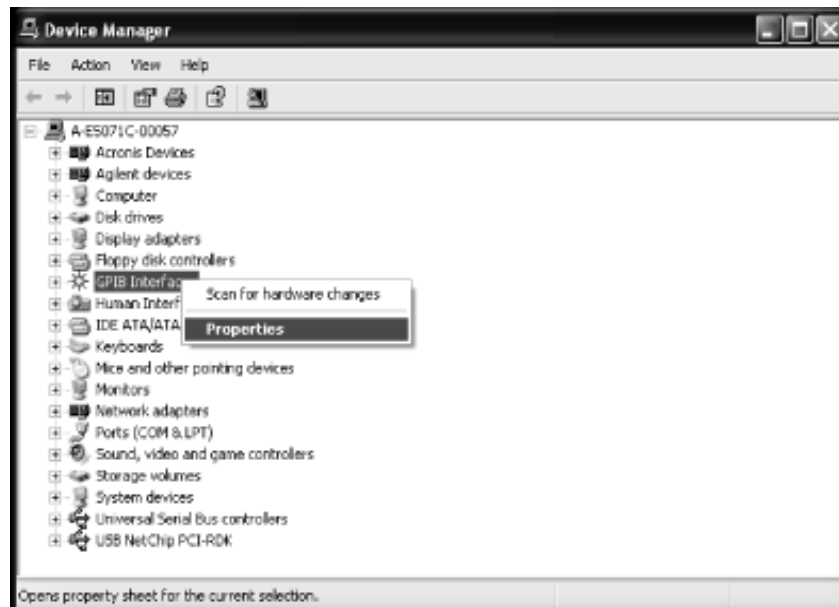 Device Manager
File Action View Help
A-E5071C-00057
Acronis Devices
Agilent devices
Computer
Disk drives
Display adapters
Floppy disk controllers
GPIB Interfac
Scan for hardware changes
Human Interf
IDE ATA/ATA
Properties
Keyboards
Mice and other pointing devices
Monitors
Network adapters
Ports (COM & LPT)
Sound, video and game controllers
Storage volumes
System devices
Universal Serial Bus controllers
USB NetChip PCI-RDK
Opens property sheet for the current selection.